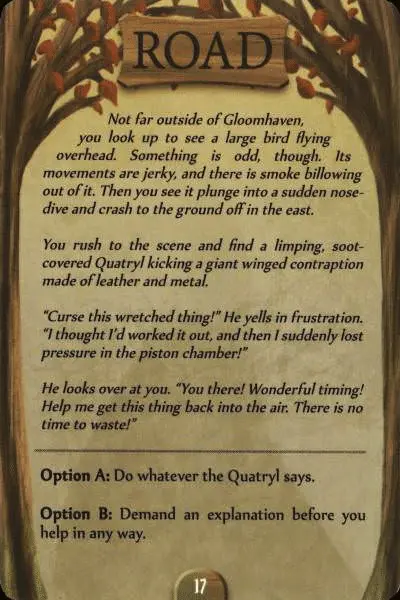 ROAD
Not far outside of Gloomhaven,
you look up to see a large bird flying
overhead. Something is odd, though. Its
movements are jerky, and there is smoke billowing
out of it. Then you see it plunge into a sudden nose-
dive and crash to the ground off in the east.
You rush to the scene and find a limping, soot-
covered Quatryl kicking a giant winged contraption
made of leather and metal.
“Curse this wretched thing!” He yells in frustration.
“I thought I’d worked it out, and then I suddenly lost
pressure in the piston chamber!”
He looks over at you. “You there! Wonderful timing!
Help me get this thing back into the air. There is no
time to waste!”
Option A: Do whatever the Quatryl says.
Option B: Demand an explanation before you
help in any way.
17